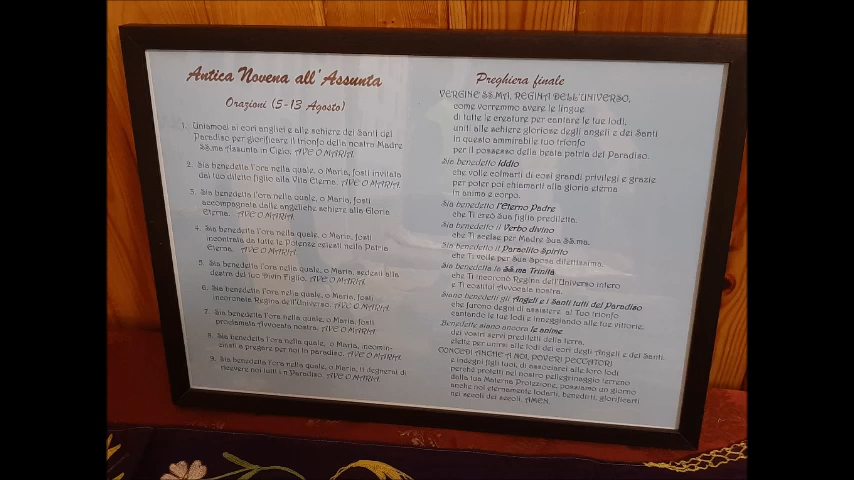 Antica Novena all'Assunta
Orazioni (5-13 Agosto)
1. Uniamoci ai cori anglici e alle schiere dei Santi del
Paradiso per glorificare il trionfo della nostra Madre
SS.ma Assunta in Cielo. AVE O MARIA.
2. Sia benedetta l'ora nella quale, o Maria, fosti invitata
dal tuo diletto figlio alla Vita Eterna. AVE O MARIA.
3. Sia benedetta l'ora nella quale, o Maria, fosti
accompagnata dalle angeliche schiere alla Gloria
Eterna. AVE O MARIA.
4. Sia benedetta l'ora nella quale, o Maria, fosti
incontrata da tutte le Potenze celesti nella Patria
Eterna. AVE O MARIA.
5. Sia benedetta l'ora nella quale, o Maria, sedesti alla
destra del tuo Divin Figlio. AVE O MARIA.
6. Sia benedetta l'ora nella quale, o Maria, fosti
incoronata Regina dell'Universo. AVE O MARIA.
7. Sia benedetta l'ora nella quale, o Maria, fosti
proclamata Avvocata nostra. AVE O MARIA.
8. Sia benedetta l'ora nella quale, o Maria, incomin-
ciasti a pregare per noi in paradiso. AVE O MARIA.
9. Sia benedetta l'ora nella quale, o Maria, ti degnerai di
ricevere noi tutti in Paradiso. AVE O MARIA.
Preghiera finale
VERGINE SS.MA, REGINA DELL'UNIVERSO,
come vorremmo avere le lingue
di tutte le creature per cantare le tue lodi,
uniti alle schiere gloriose degli angeli e dei Santi
in questo ammirabile tuo trionfo
per il possesso della beata patria del Paradiso.
Sia benedetto Iddio
che volle colmarti di così grandi privilegi e grazie
per poter poi chiamarti alla gloria eterna
in anima e corpo.
Sia benedetto l'Eterno Padre
che Ti creò Sua figlia prediletta.
Sia benedetto il Verbo divino
che Ti scelse per Madre Sua SS.ma.
Sia benedetto il Paraclito Spirito
che Ti volle per Sua Sposa dilettissima.
Sia benedetta la SS.ma Trinità
che Ti incoronò Regina dell'Universo intero
e Ti costituì Avvocata nostra.
Siano benedetti gli Angeli e i Santi tutti del Paradiso
che furono degni di assistere al Tuo trionfo
cantando le tue lodi e inneggiando alle tue vittorie.
Benedette siano ancora le anime
dei vostri servi prediletti della terra,
elette per unirsi alle lodi dei cori degli Angeli e dei Santi.
CONCEDI ANCHE A NOI, POVERI PECCATORI
e indegni figli tuoi, di associarci alle loro lodi
perché protetti nel nostro pellegrinaggio terreno
dalla tua Materna Protezione, possiamo un giorno
anche noi eternamente lodarti, benedirti, glorificarti
nei secoli dei secoli. AMEN.